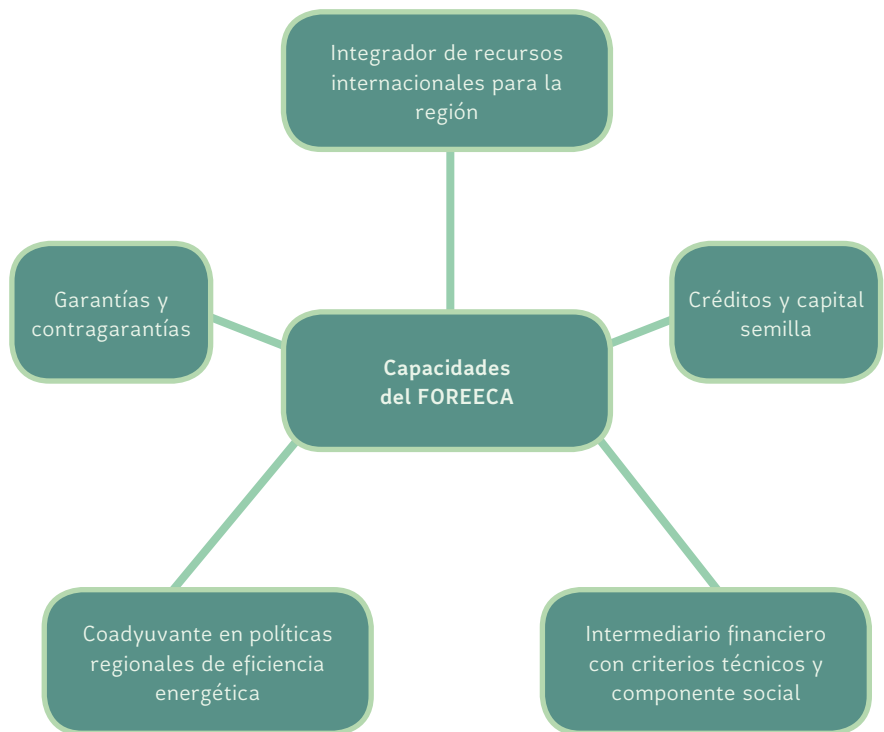 Integrador de recursos
internacionales para la
región
Garantías y
contragarantías
Créditos y capital
semilla
Capacidades
del FOREECA
Coadyuvante en políticas
regionales de eficiencia
energética
Intermediario financiero
con criterios técnicos y
componente social